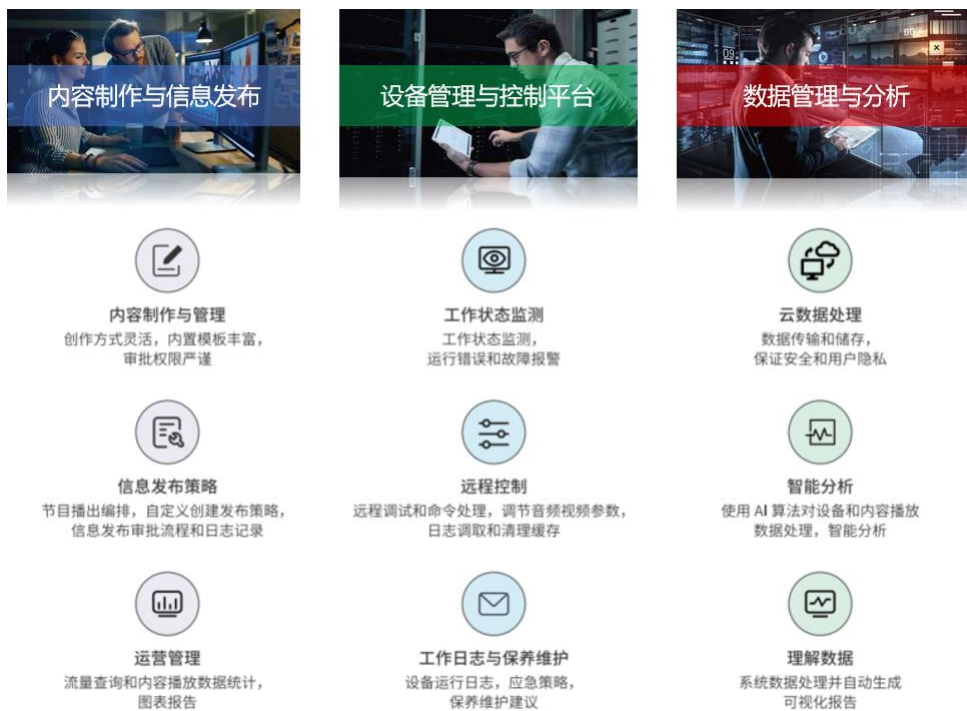 内容制作与信息发布
设备管理与控制平台
数据管理与分析
09
80%
内容制作与管理
创作方式灵活，内置模板丰富，
审批权限严谨
工作状态监测
工作状态监测，
运行错误和故障报警
云数据处理
数据传输和储存，
保证安全和用户隐私
信息发布策略
节目播出编排，自定义创建发布策略，
信息发布审批流程和日志记录
远程控制
远程调试和命令处理，调节音频视频参数，
日志调取和清理缓存
智能分析
使用 AI 算法对设备和内容播放
数据处理，智能分析
运营管理
流量查询和内容播放数据统计，
图表报告
工作日志与保养维护
设备运行日志，应急策略，
保养维护建议
理解数据
系统数据处理并自动生成
可视化报告